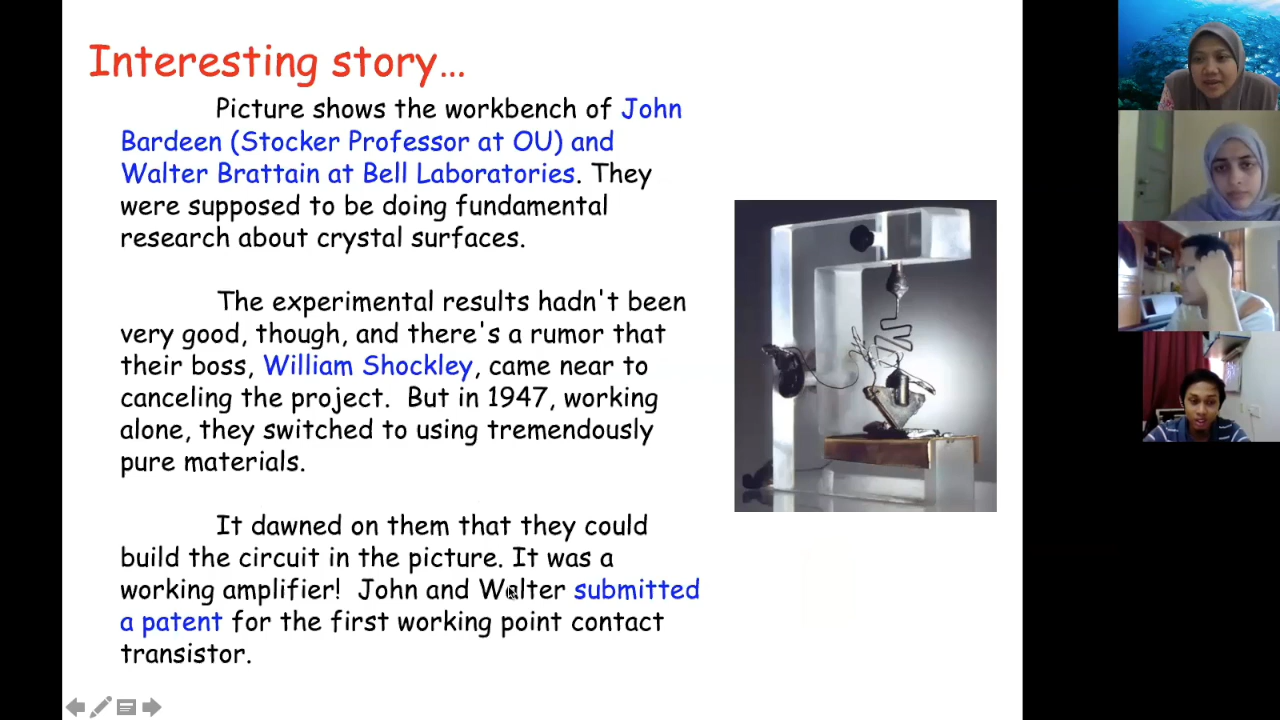 Interesting story...
Picture shows the workbench of John
Bardeen (Stocker Professor at OU) and
Walter Brattain at Bell Laboratories. They
were supposed to be doing fundamental
research about crystal surfaces.
The experimental results hadn't been
very good, though, and there's a rumor that
their boss, William Shockley, came near to
canceling the project.  But in 1947, working
alone, they switched to using tremendously
pure materials.
It dawned on them that they could
build the circuit in the picture. It was a
working amplifier!  John and Walter submitted
a patent for the first working point contact
transistor.